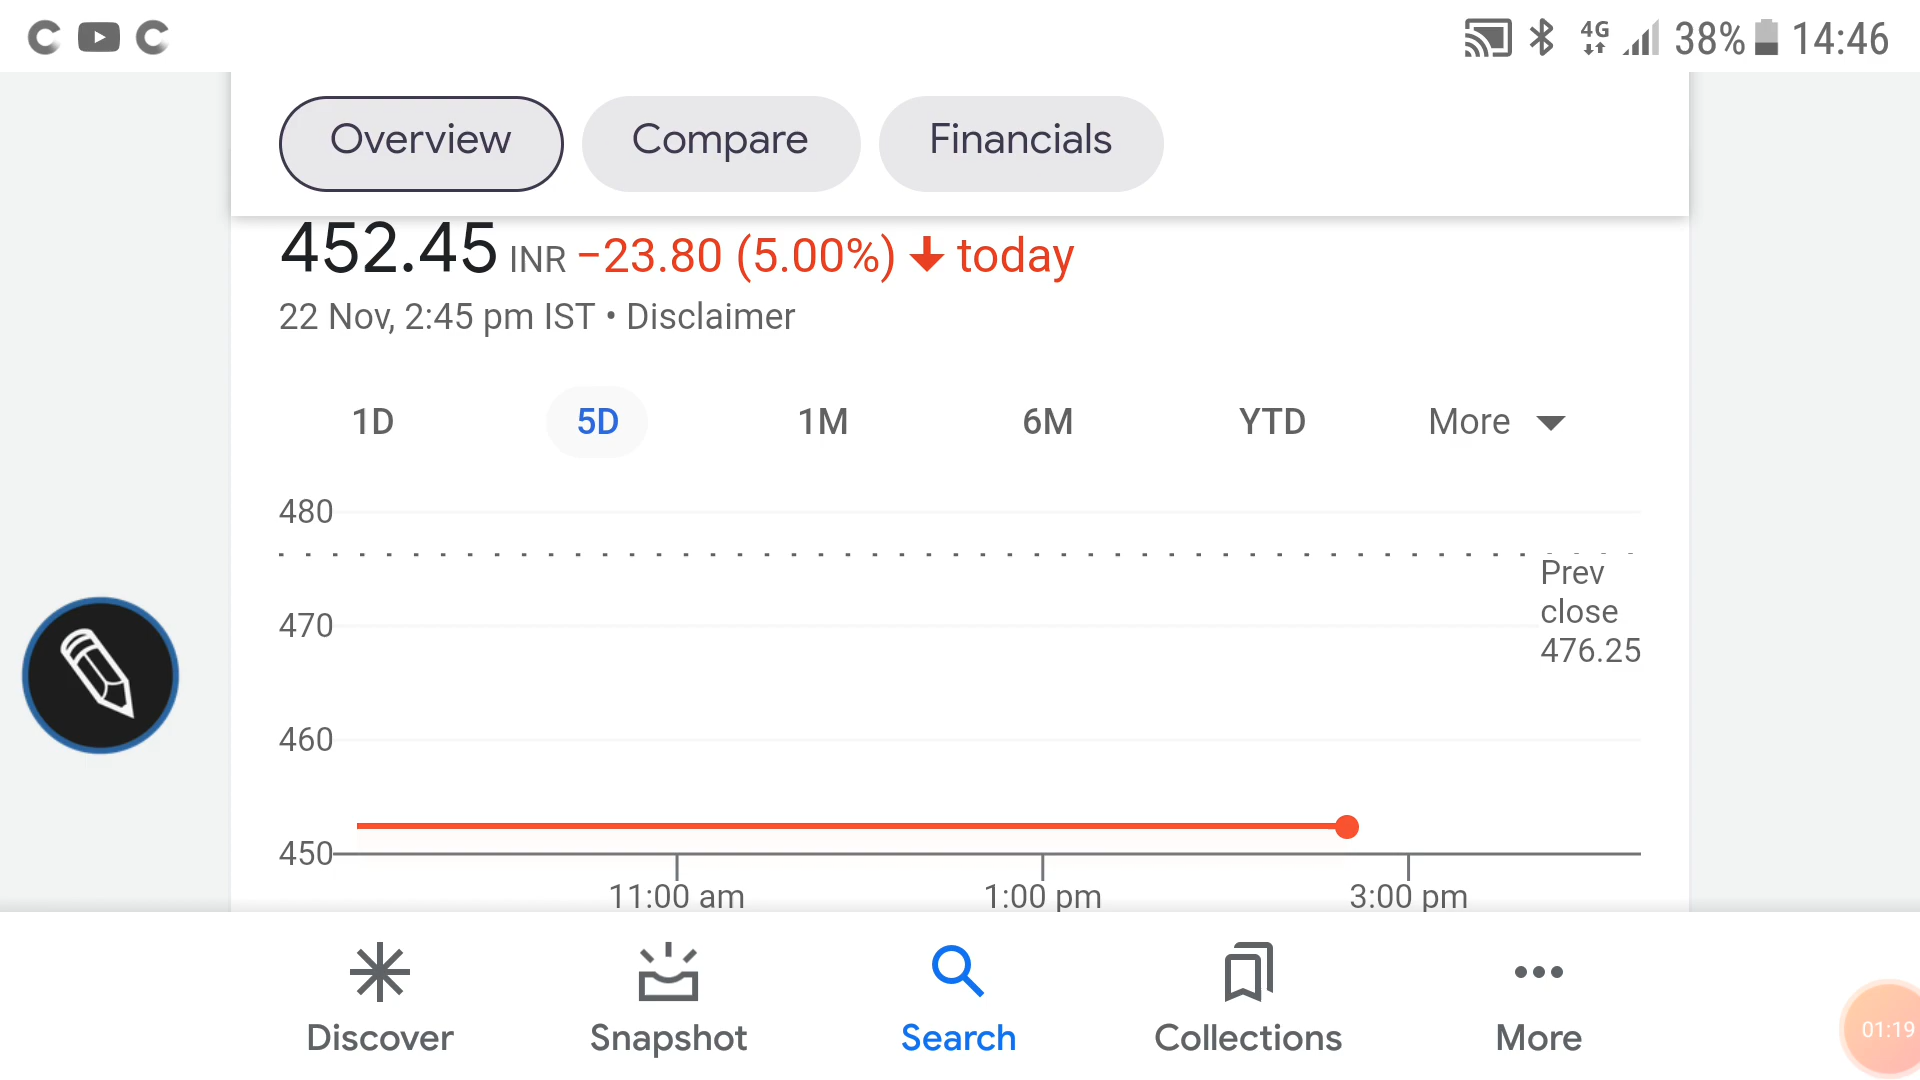 4G 38% 14:46
Overview Compare Financials
452.45 INR −23.80 (5.00%) ↓ today
22 Nov, 2:45 pm IST • Disclaimer
1D 5D 1M 6M YTD More
480
Prev
close
476.25
470
460
450
11:00 am 1:00 pm 3:00 pm
Discover Snapshot Search Collections More
01:19